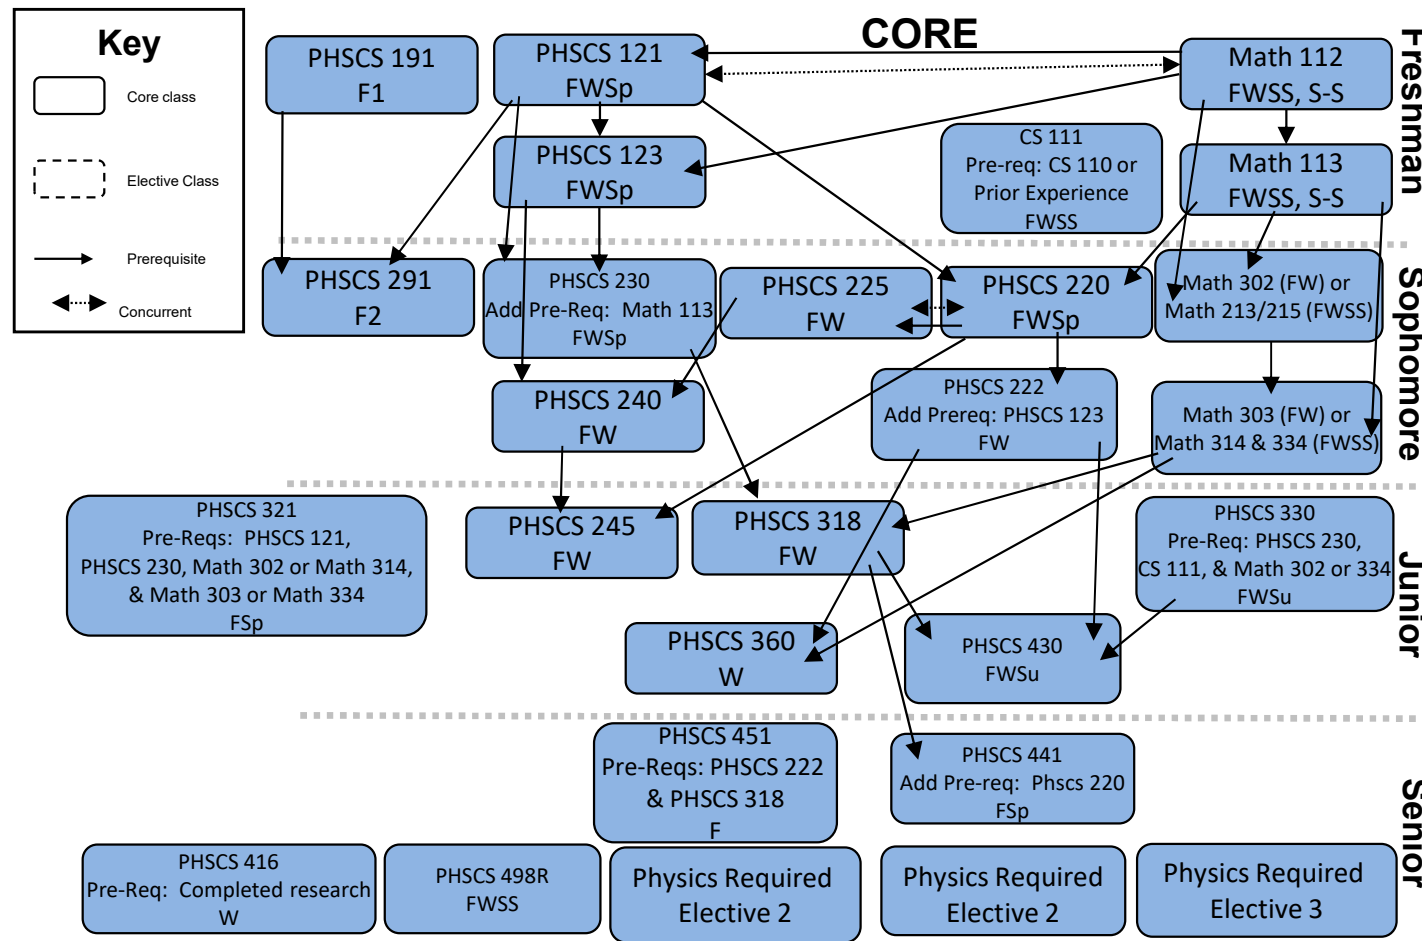 Key
Core class
Elective Class
Prerequisite
Concurrent
CORE
Freshman
PHSCS 191
F1
PHSCS 121
FWSp
Math 112
FWSS, S-S
PHSCS 123
FWSp
CS 111
Pre-req: CS 110 or
Prior Experience
FWSS
Math 113
FWSS, S-S
Sophomore
PHSCS 291
F2
PHSCS 230
Add Pre-Req:  Math 113
FWSp
PHSCS 225
FW
PHSCS 220
FWSp
Math 302 (FW) or
Math 213/215 (FWSS)
PHSCS 240
FW
PHSCS 222
Add Prereq: PHSCS 123
FW
Math 303 (FW) or
Math 314 & 334 (FWSS)
Junior
PHSCS 321
Pre-Reqs:  PHSCS 121,
PHSCS 230, Math 302 or Math 314,
& Math 303 or Math 334
FSp
PHSCS 245
FW
PHSCS 318
FW
PHSCS 330
Pre-Req: PHSCS 230,
CS 111, & Math 302 or 334
FWSu
PHSCS 360
W
PHSCS 430
FWSu
Senior
PHSCS 451
Pre-Reqs: PHSCS 222
& PHSCS 318
F
PHSCS 441
Add Pre-req:  Phscs 220
FSp
PHSCS 416
Pre-Req:  Completed research
W
PHSCS 498R
FWSS
Physics Required
Elective 2
Physics Required
Elective 2
Physics Required
Elective 3